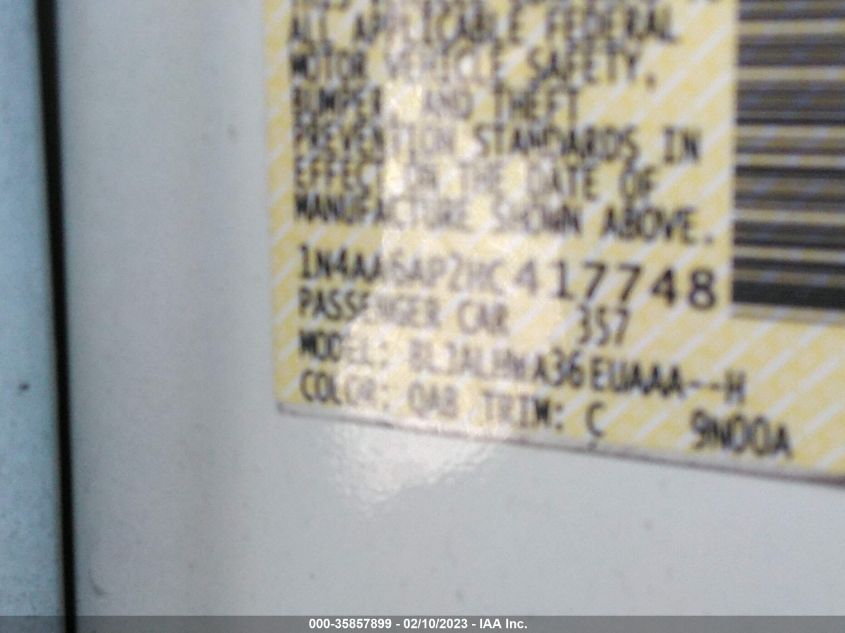 ALL APPLICABLE FEDERAL
MOTOR VEHICLE SAFETY,
BUMPER, AND THEFT
PREVENTION STANDARDS IN
EFFECT ON THE DATE OF
MANUFACTURE SHOWN ABOVE.
1N4AA6AP2HC417748
PASSENGER CAR 357
MODEL: A36EUAAA--H
COLOR: QAB TRIM: C 9N00A
000-35857899 - 02/10/2023 - IAA Inc.